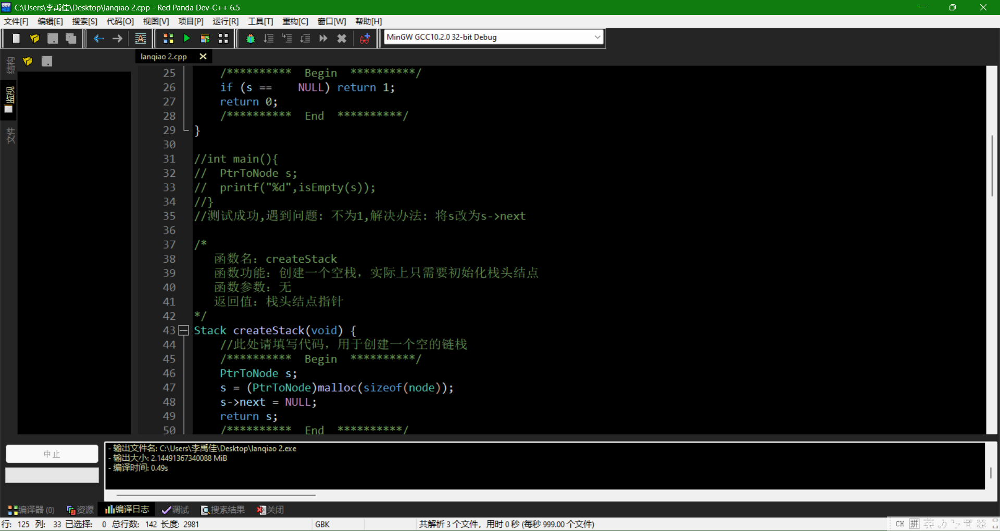 C:\Users\李禹佳\Desktop\lanqiao 2.cpp - Red Panda Dev-C++ 6.5
文件[F] 编辑[E] 搜索[S] 代码[O] 视图[V] 项目[P] 运行[R] 工具[T] 重构[C] 窗口[W] 帮助[H]
MinGW GCC10.2.0 32-bit Debug
结构
监视
文件
lanqiao 2.cpp
25 /********** Begin **********/
26 if (s == NULL) return 1;
27 return 0;
28 /********** End **********/
29 }
30
31 //int main(){
32 // PtrToNode s;
33 // printf("%d",isEmpty(s));
34 //}
35 //测试成功,遇到问题：不为1,解决办法：将s改为s->next
36
37 /*
38 函数名：createStack
39 函数功能：创建一个空栈，实际上只需要初始化栈头结点
40 函数参数：无
41 返回值：栈头结点指针
42 */
43 Stack createStack(void) {
44 //此处请填写代码，用于创建一个空的链栈
45 /********** Begin **********/
46 PtrToNode s;
47 s = (PtrToNode)malloc(sizeof(node));
48 s->next = NULL;
49 return s;
50 /********** End **********/
中止
- 输出文件名: C:\Users\李禹佳\Desktop\lanqiao 2.exe
- 输出大小: 2.14491367340088 MiB
- 编译时间: 0.49s
编译器 (0) 资源 编译日志 调试 搜索结果 关闭
行: 125 列: 33 已选择: 0 总行数: 142 长度: 2981 GBK 共解析 3 个文件，用时 0 秒 (每秒 999.00 个文件)
CH 拼 英